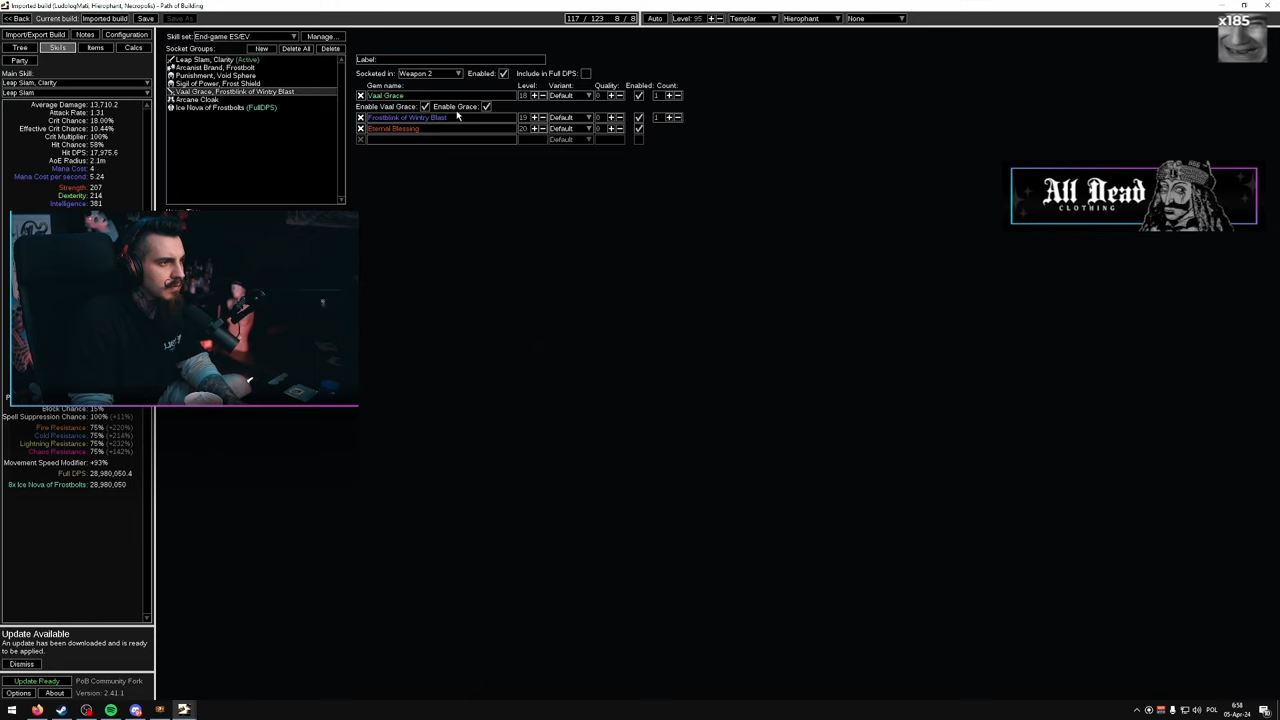 Imported build (LudologMati, Hierophant, Necropolis) - Path of Building
<< Back Current build: Imported build Save Save As 117 / 123 8 / 8 Auto Level: 95 + - Templar Hierophant None
x185
Import/Export Build Notes Configuration
Tree Skills Items Calcs
Party
Main Skill:
Leap Slam, Clarity
Leap Slam
Average Damage: 13,710.2
Attack Rate: 1.31
Crit Chance: 18.00%
Effective Crit Chance: 10.44%
Crit Multiplier: 100%
Hit Chance: 58%
Hit DPS: 17,975.6
AoE Radius: 2.1m
Mana Cost: 4
Mana Cost per second: 5.24
Strength: 207
Dexterity: 214
Intelligence: 381
Block Chance: 15%
Spell Suppression Chance: 100% (+11%)
Fire Resistance: 75% (+220%)
Cold Resistance: 75% (+214%)
Lightning Resistance: 75% (+232%)
Chaos Resistance: 75% (+142%)
Movement Speed Modifier: +93%
Full DPS: 28,980,050.4
8x Ice Nova of Frostbolts: 28,980,050
Update Available
An update has been downloaded and is ready
to be applied.
Dismiss
Update Ready PoB Community Fork
Options About Version: 2.41.1
Skill set: End-game ES/EV Manage...
Socket Groups: New Delete All Delete
Leap Slam, Clarity (Active)
Arcanist Brand, Frostbolt
Punishment, Void Sphere
Sigil of Power, Frost Shield
Vaal Grace, Frostblink of Wintry Blast
Arcane Cloak
Ice Nova of Frostbolts (FullDPS)
Label:
Socketed in: Weapon 2 Enabled: Include in Full DPS:
Gem name: Level: Variant: Quality: Enabled: Count:
Vaal Grace 18 + - Default 0 + - 1 + -
Enable Vaal Grace: Enable Grace:
Frostblink of Wintry Blast 19 + - Default 0 + - 1 + -
Eternal Blessing 20 + - Default 0 + -
Default
All Dead
CLOTHING
POL
6:58
05-Apr-24